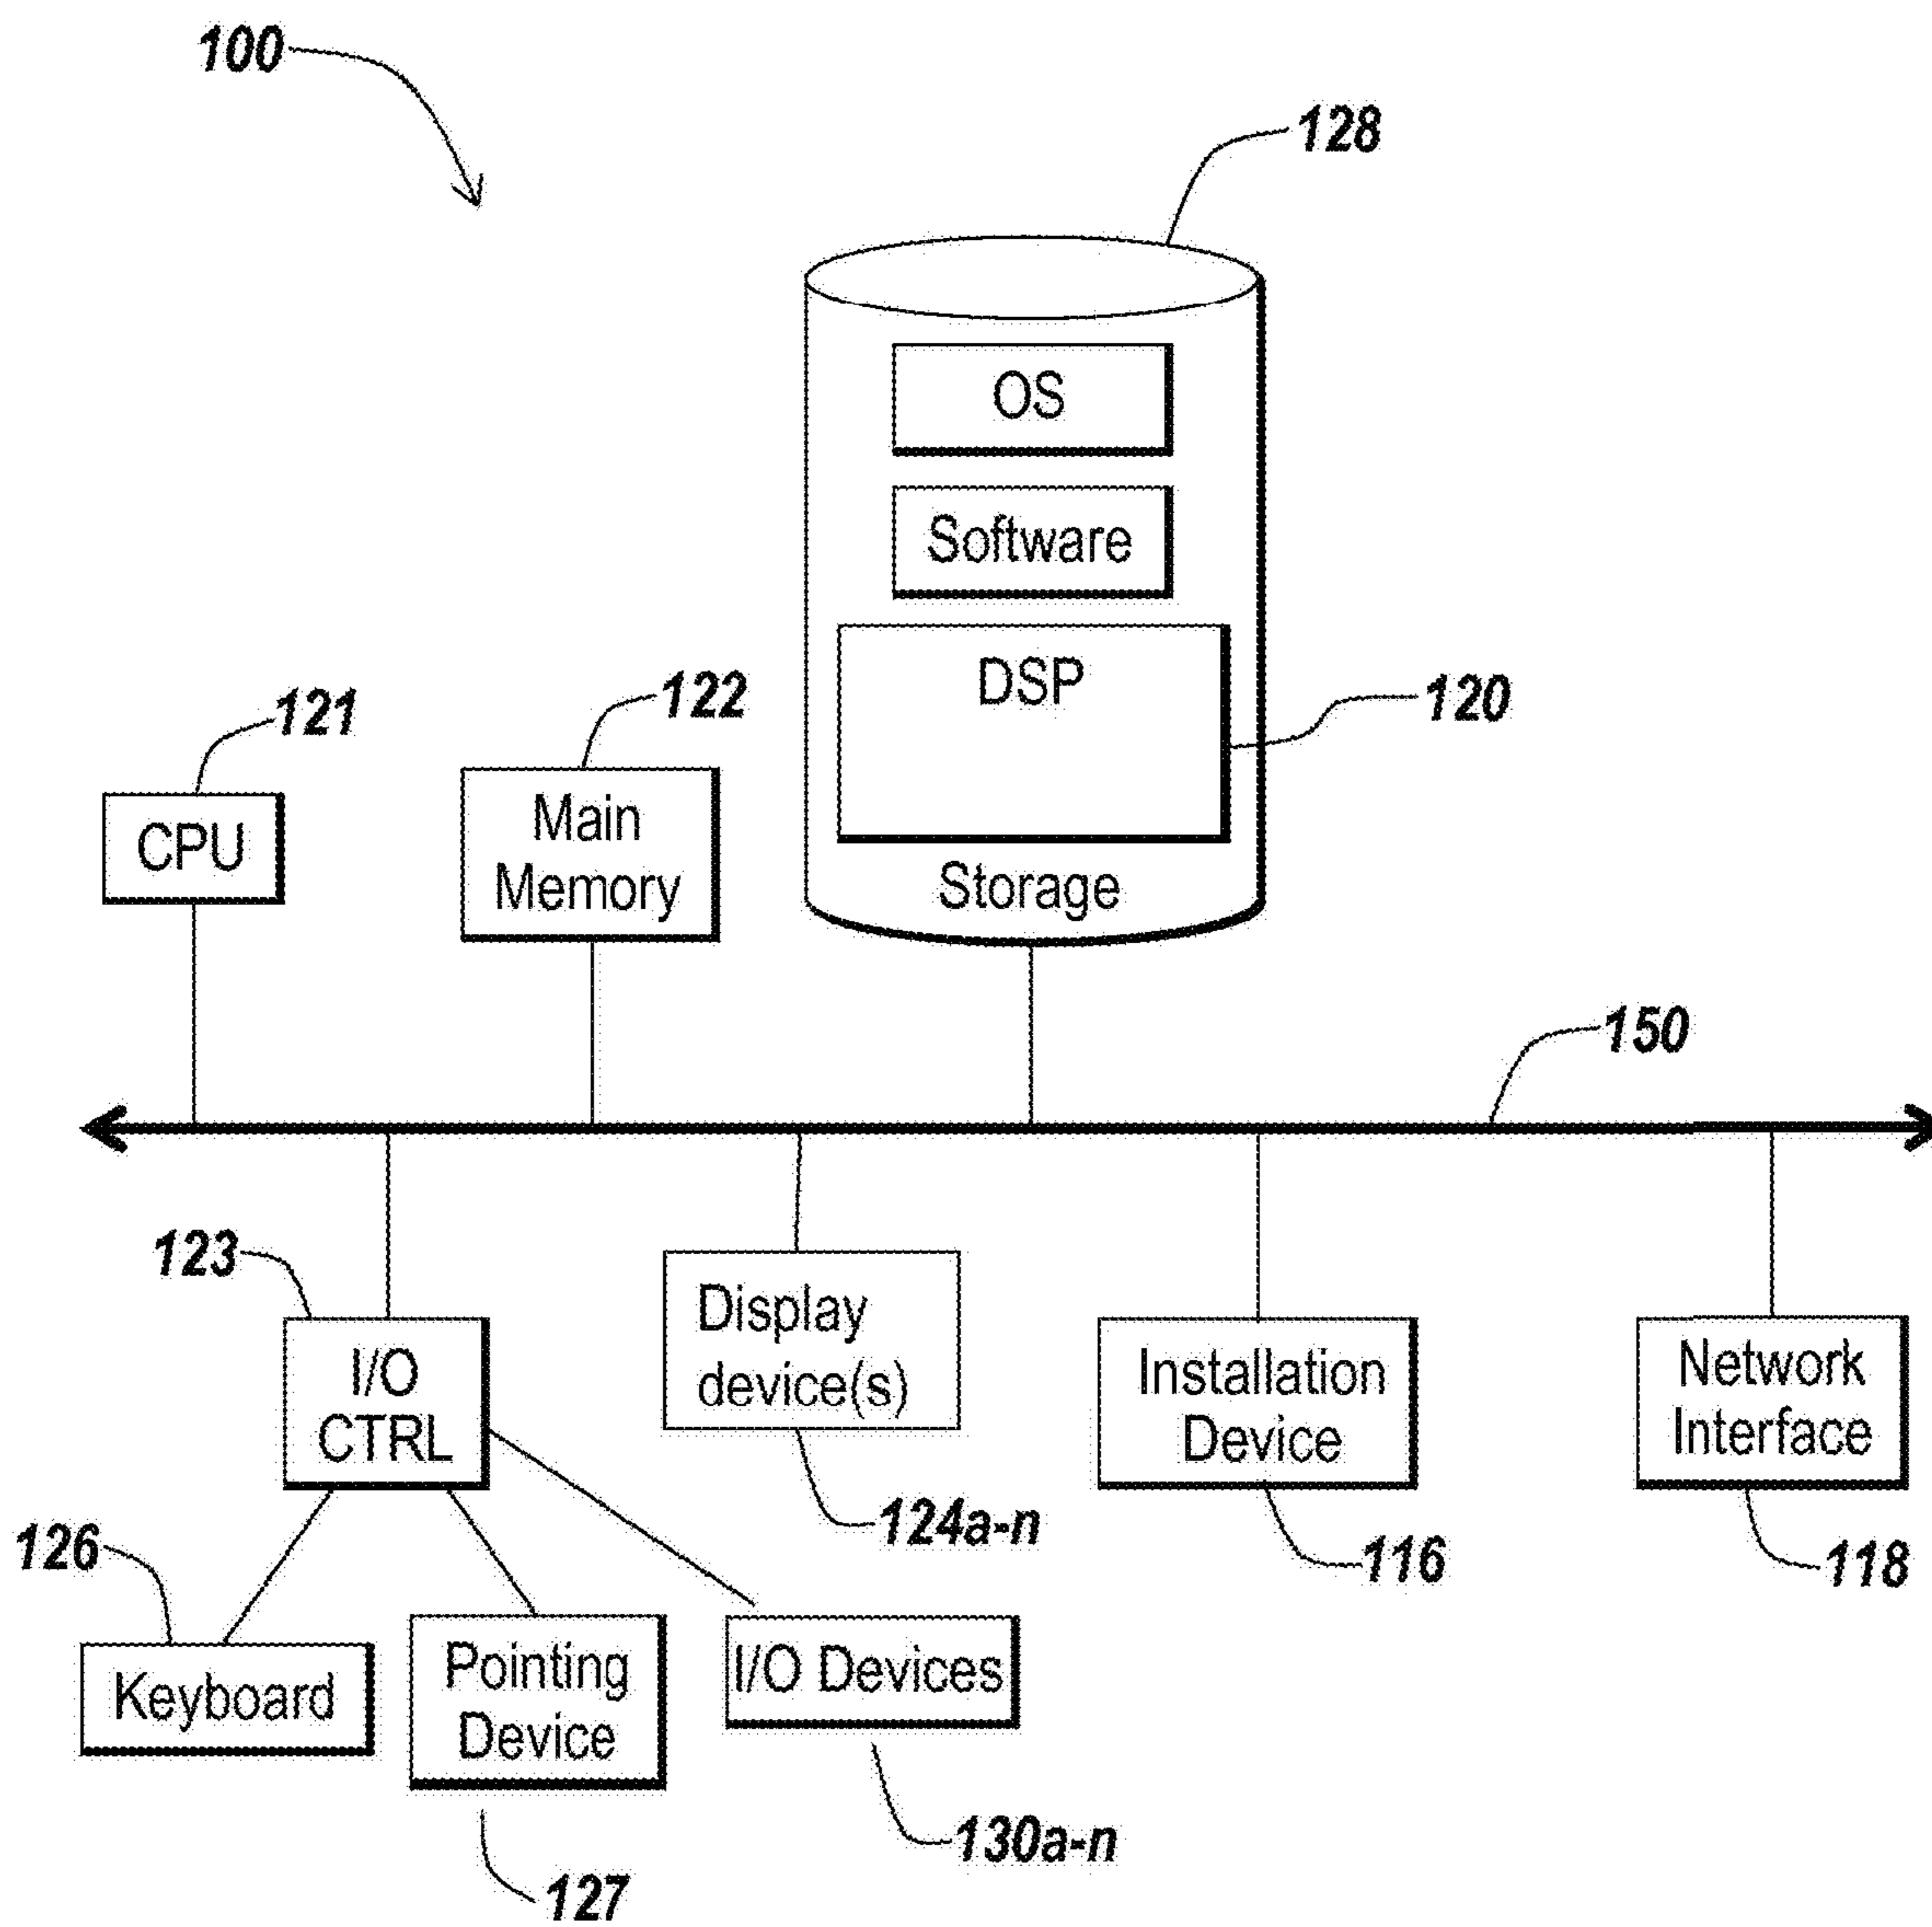 100
128
OS
Software
DSP
120
121
122
CPU
Main
Memory
Storage
150
123
I/O
CTRL
Display
device(s)
Installation
Device
Network
Interface
124a-n
116
118
126
Keyboard
Pointing
Device
I/O Devices
130a-n
127